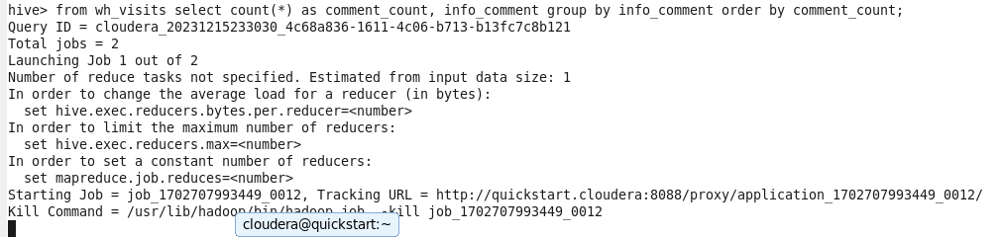 hive> from wh_visits select count(*) as comment_count, info_comment group by info_comment order by comment_count;
Query ID = cloudera_20231215233030_4c68a836-1611-4c06-b713-b13fc7c8b121
Total jobs = 2
Launching Job 1 out of 2
Number of reduce tasks not specified. Estimated from input data size: 1
In order to change the average load for a reducer (in bytes):
  set hive.exec.reducers.bytes.per.reducer=<number>
In order to limit the maximum number of reducers:
  set hive.exec.reducers.max=<number>
In order to set a constant number of reducers:
  set mapreduce.job.reduces=<number>
Starting Job = job_1702707993449_0012, Tracking URL = http://quickstart.cloudera:8088/proxy/application_1702707993449_0012/
Kill Command = /usr/lib/hadoop/bin/hadoop job  -kill job_1702707993449_0012
cloudera@quickstart:~